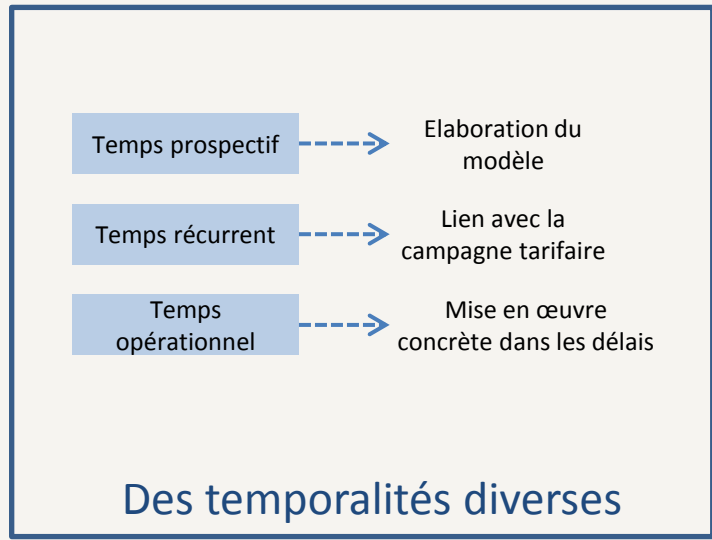 Temps prospectif
Elaboration du
modèle
Temps récurrent
Lien avec la
campagne tarifaire
Temps
opérationnel
Mise en œuvre
concrète dans les délais
Des temporalités diverses